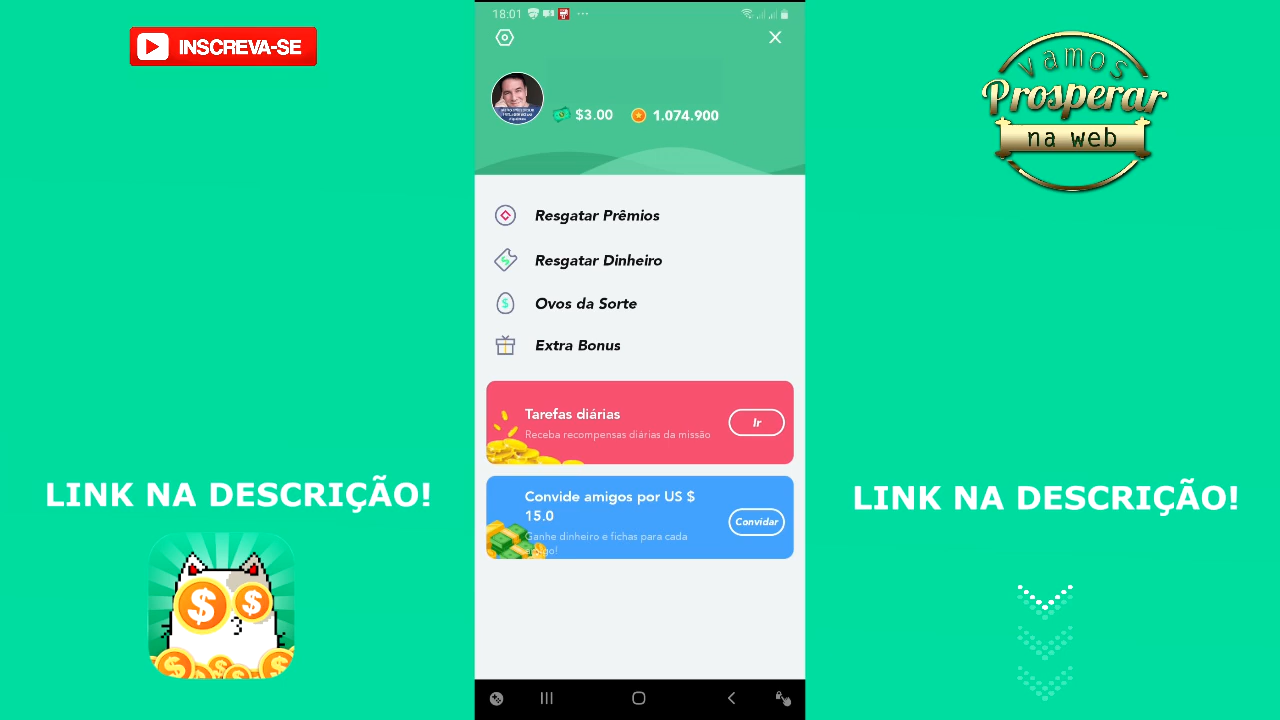 INSCREVA-SE
18:01
vamos
Prosperar
na web
$3.00
1.074.900
Resgatar Prêmios
Resgatar Dinheiro
Ovos da Sorte
Extra Bonus
Tarefas diárias
Receba recompensas diárias da missão
Ir
Convide amigos por US $
15.0
Ganhe dinheiro e fichas para cada
amigo!
Convidar
LINK NA DESCRIÇÃO!
LINK NA DESCRIÇÃO!